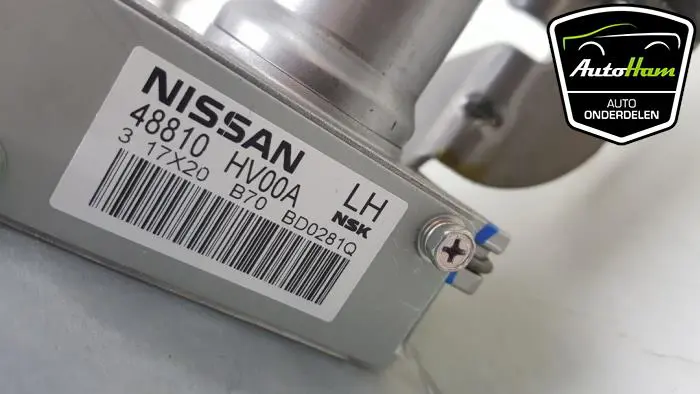 NISSAN
48810 HV00A LH
3 17X20 B70 BD0281Q
NSK
AutoHam
AUTO
ONDERDELEN